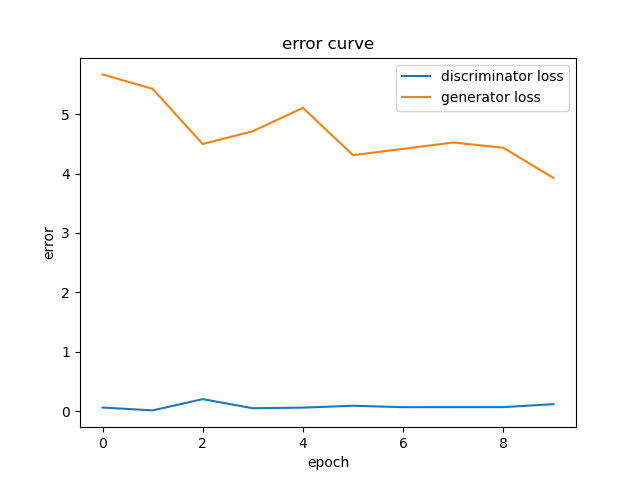 error curve
discriminator loss
generator loss
5
4
3
2
1
0
error
0 2 4 6 8
epoch